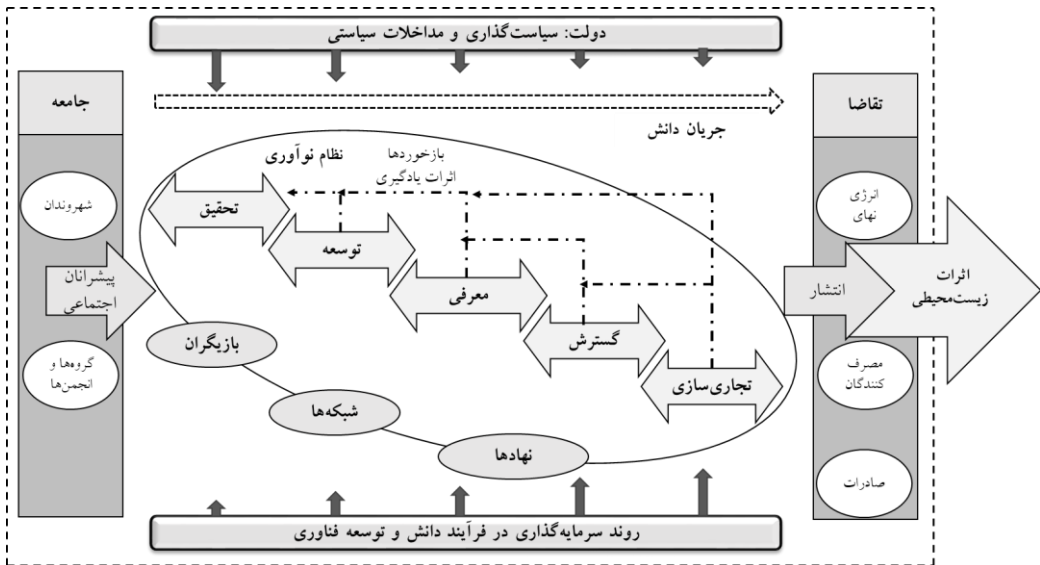 دولت: سیاست‌گذاری و مداخلات سیاستی
جامعه
تقاضا
جریان دانش
نظام نوآوری
بازخوردها
اثرات یادگیری
تحقیق
توسعه
معرفی
گسترش
تجاری‌سازی
شهروندان
پیشرانان
اجتماعی
گروه‌ها و
انجمن‌ها
بازیگران
شبکه‌ها
نهادها
انرژی
نهای
انتشار
اثرات
زیست‌محیطی
مصرف
کنندگان
صادرات
روند سرمایه‌گذاری در فرآیند دانش و توسعه فناوری